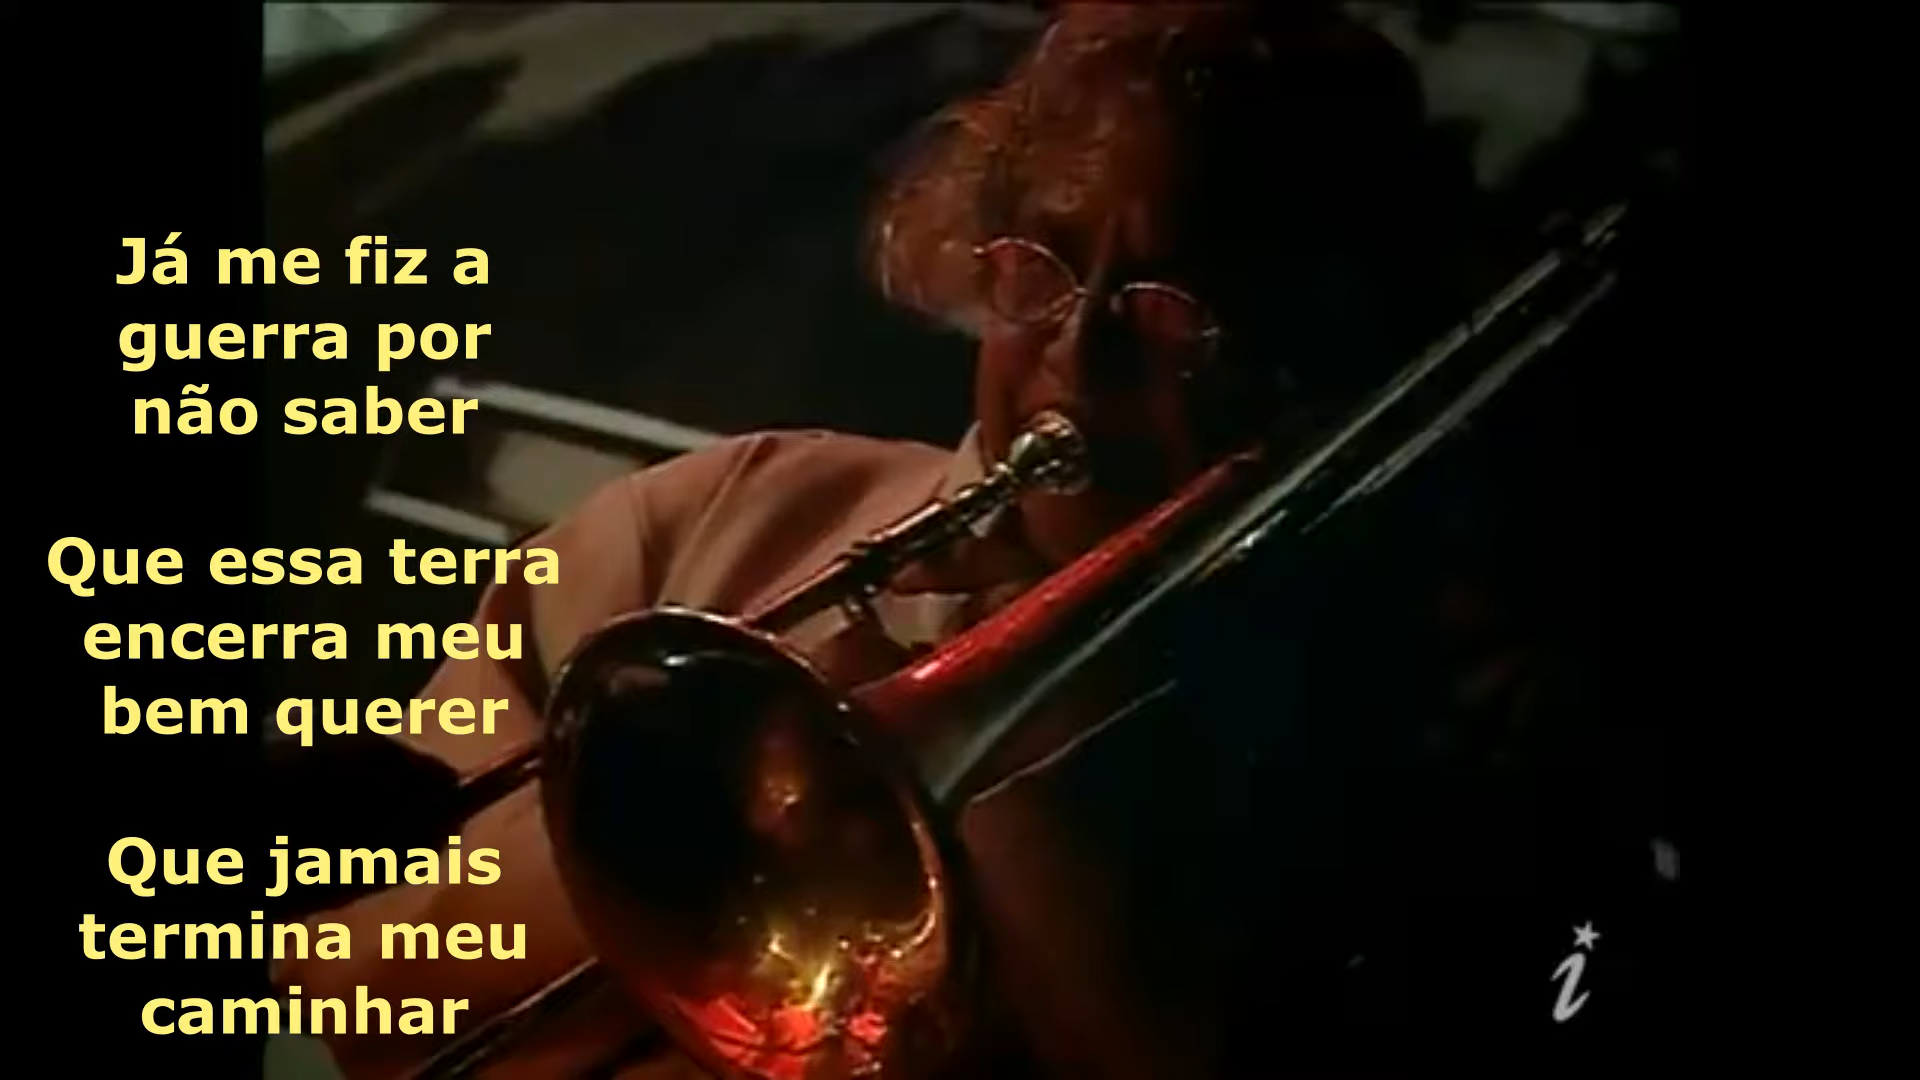 Já me fiz a
guerra por
não saber
Que essa terra
encerra meu
bem querer
Que jamais
termina meu
caminhar
i